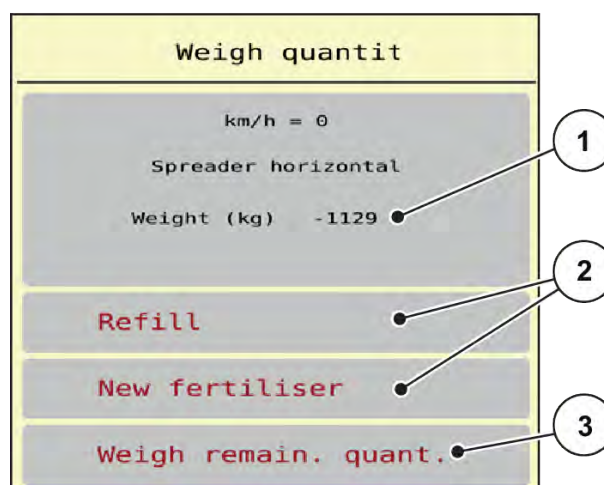 Weigh quantit
km/h = 0
Spreader horizontal
Weight (kg) -1129
1
2
Refill
New fertiliser
3
Weigh remain. quant.